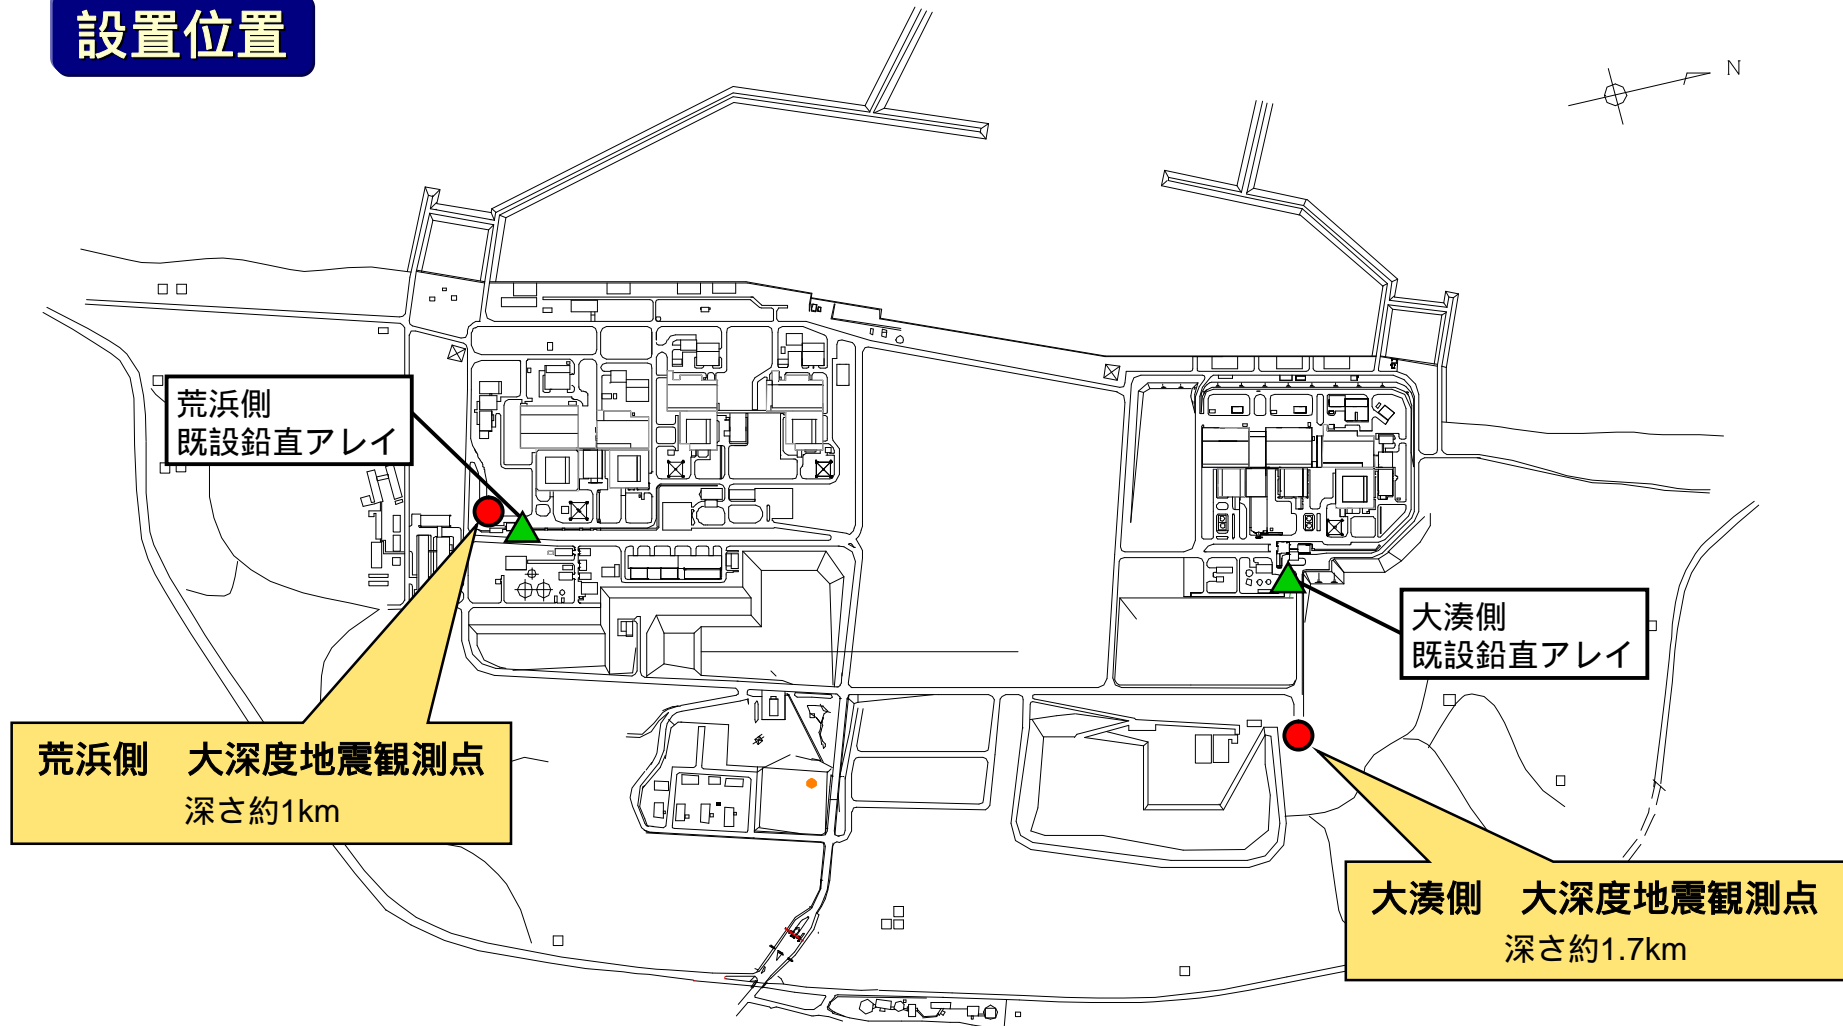 設置位置
N
荒浜側
既設鉛直アレイ
大湊側
既設鉛直アレイ
荒浜側　大深度地震観測点
深さ約1km
大湊側　大深度地震観測点
深さ約1.7km